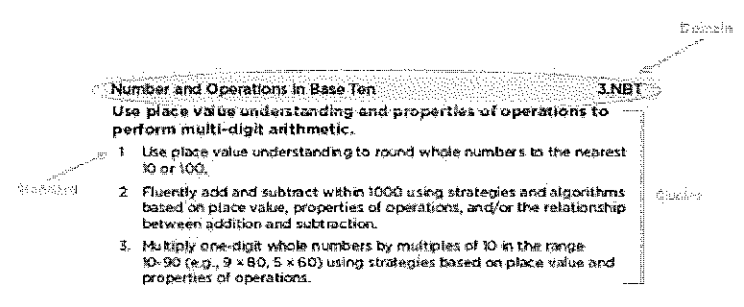 Domain
Number and Operations in Base Ten 3.NBT
Use place value understanding and properties of operations to
perform multi-digit arithmetic.
1 Use place value understanding to round whole numbers to the nearest
10 or 100.
Standard
2 Fluently add and subtract within 1000 using strategies and algorithms
Cluster
based on place value, properties of operations, and/or the relationship
between addition and subtraction.
3. Multiply one-digit whole numbers by multiples of 10 in the range
10-90 (e.g., 9 × 80, 5 × 60) using strategies based on place value and
properties of operations.